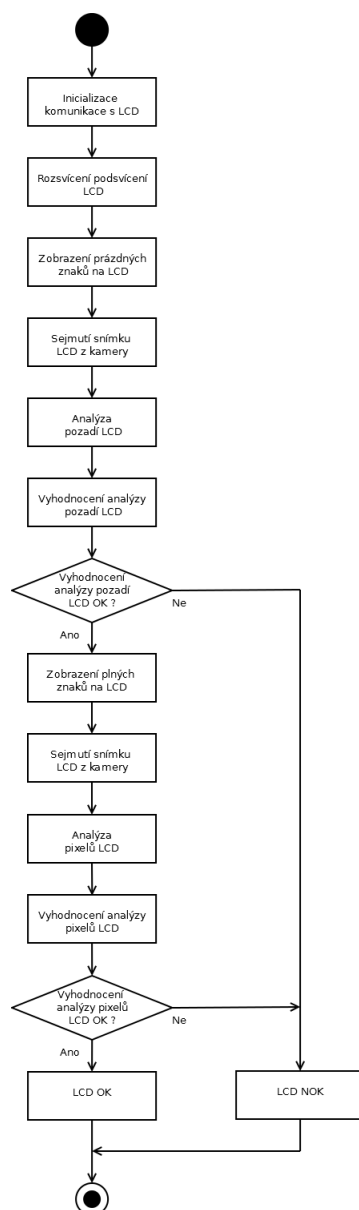 Inicializace
komunikace s LCD
Rozsvícení podsvícení
LCD
Zobrazení prázdných
znaků na LCD
Sejmutí snímku
LCD z kamery
Analýza
pozadí LCD
Vyhodnocení analýzy
pozadí LCD
Vyhodnocení
analýzy pozadí
LCD OK ?
Ne
Ano
Zobrazení plných
znaků na LCD
Sejmutí snímku
LCD z kamery
Analýza
pixelů LCD
Vyhodnocení analýzy
pixelů LCD
Vyhodnocení
analýzy pixelů
LCD OK ?
Ne
Ano
LCD OK
LCD NOK